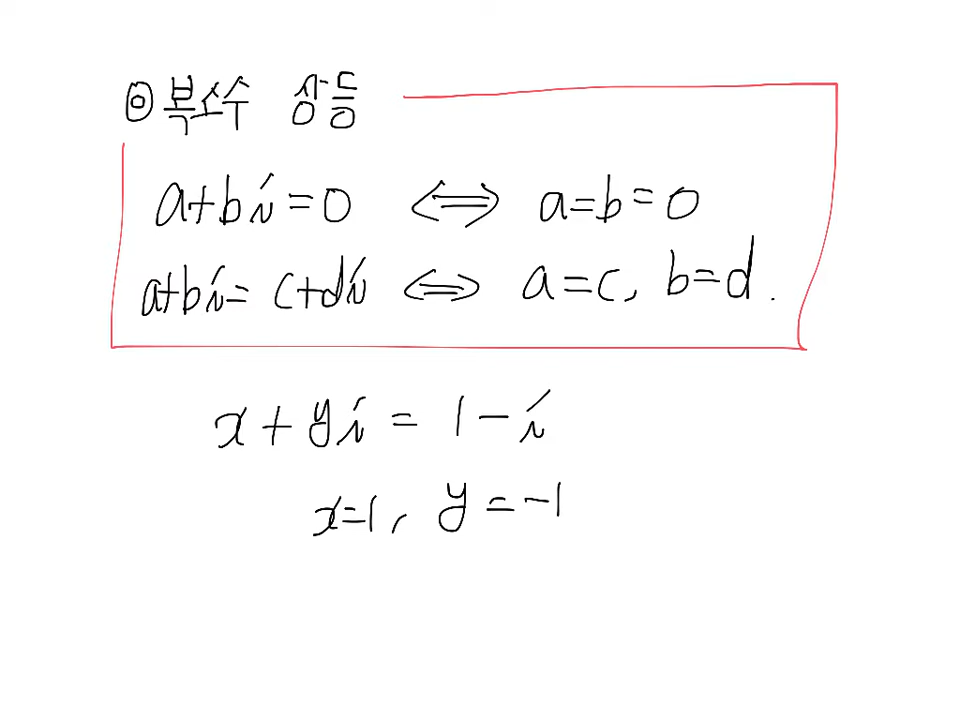 ◎복소수 상등
a+bi=0 ⟺ a=b=0
a+bi=c+di ⟺ a=c, b=d.
x+yi=1-i
x=1, y=-1